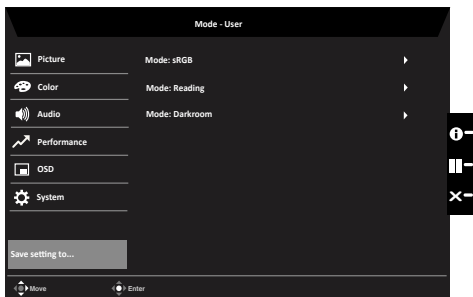 Mode - User
Picture
Color
Audio
Performance
OSD
System
Save setting to...
Mode: sRGB
Mode: Reading
Mode: Darkroom
Move
Enter